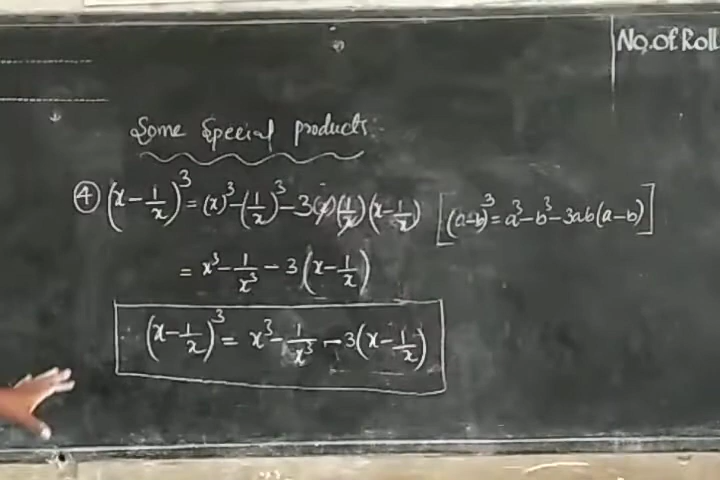 No. of Roll
Some Special products:
④ (x - 1/x)³ = (x)³ - (1/x)³ - 3(x)(1/x)(x - 1/x) [(a-b)³ = a³ - b³ - 3ab(a-b)]
= x³ - 1/x³ - 3(x - 1/x)
∴ (x - 1/x)³ = x³ - 1/x³ - 3(x - 1/x)